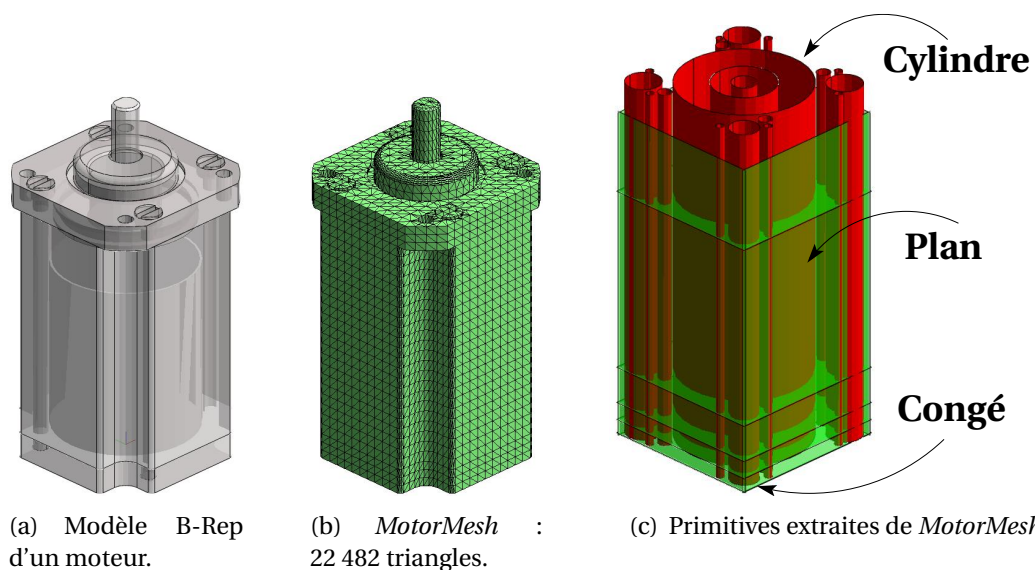 Cylindre
Plan
Congé
(a) Modèle B-Rep
d'un moteur.
(b) MotorMesh :
22 482 triangles.
(c) Primitives extraites de MotorMesh